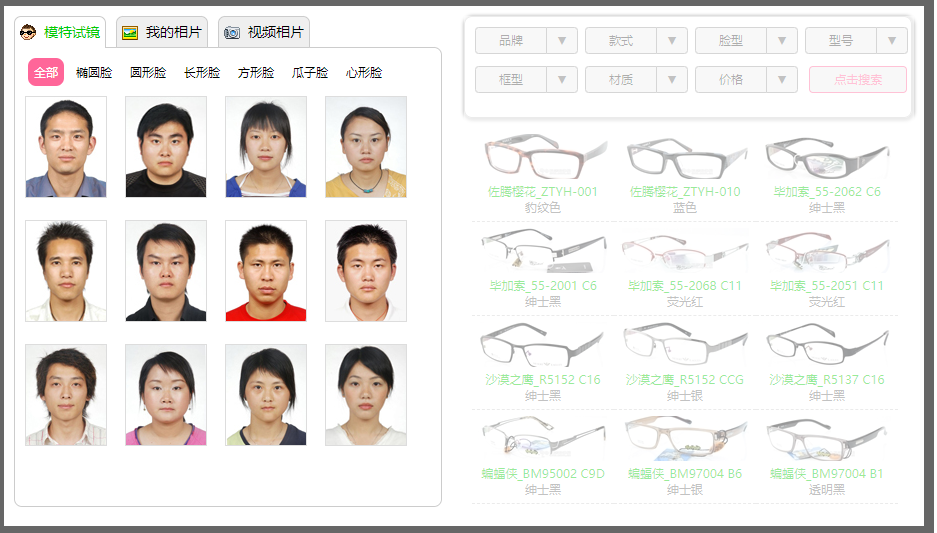 模特试镜 我的相片 视频相片
全部 椭圆脸 圆形脸 长形脸 方形脸 瓜子脸 心形脸
品牌 款式 脸型 型号
框型 材质 价格 点击搜索
佐腾樱花_ZTYH-001 佐腾樱花_ZTYH-010 毕加索_55-2062 C6
豹纹色 蓝色 绅士黑
毕加索_55-2001 C6 毕加索_55-2068 C11 毕加索_55-2051 C11
绅士黑 荧光红 荧光红
沙漠之鹰_R5152 C16 沙漠之鹰_R5152 CCG 沙漠之鹰_R5137 C16
绅士黑 绅士银 绅士黑
蝙蝠侠_BM95002 C9D 蝙蝠侠_BM97004 B6 蝙蝠侠_BM97004 B1
绅士黑 绅士银 透明黑